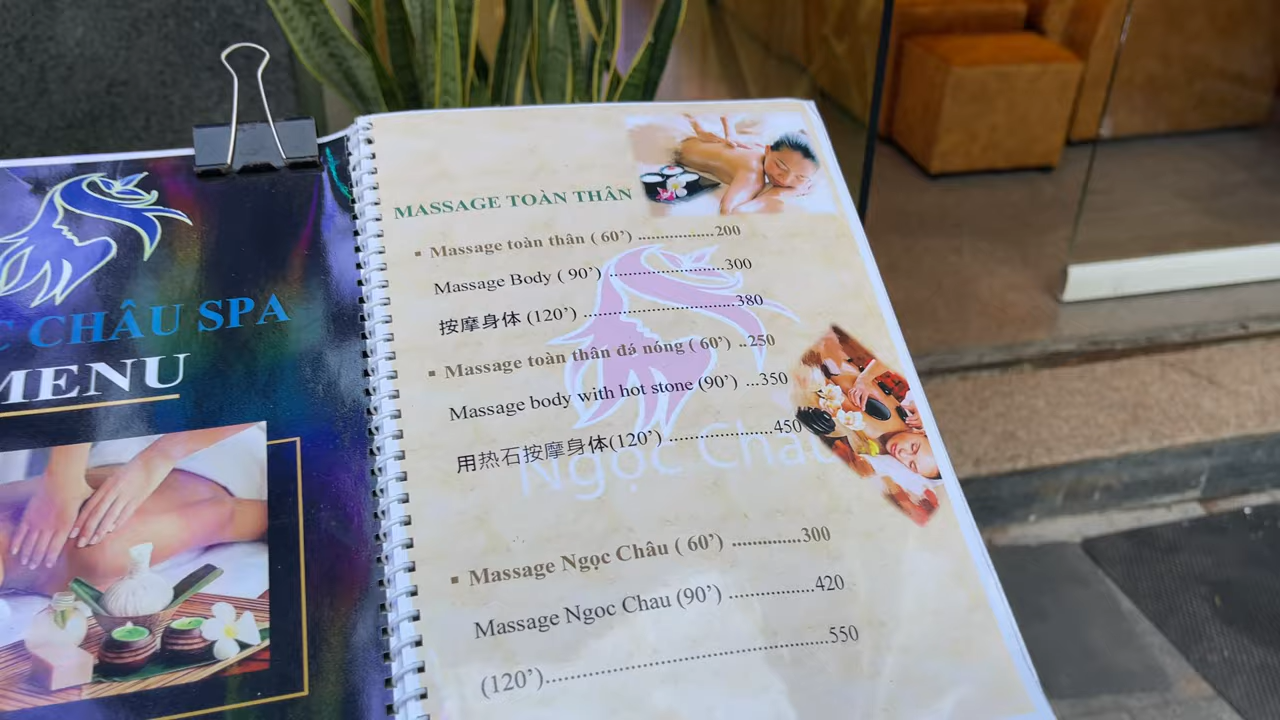 CHÂU SPA
MENU
MASSAGE TOÀN THÂN
▪ Massage toàn thân ( 60’) .................200
Massage Body ( 90’) .........................300
按摩身体 (120’) .................................380
▪ Massage toàn thân đá nóng ( 60’) ..250
Massage body with hot stone (90’) ...350
用热石按摩身体(120’) .......................450
Ngọc Châu
▪ Massage Ngọc Châu ( 60’) .............300
Massage Ngoc Chau (90’) ................420
(120’).....................................................550